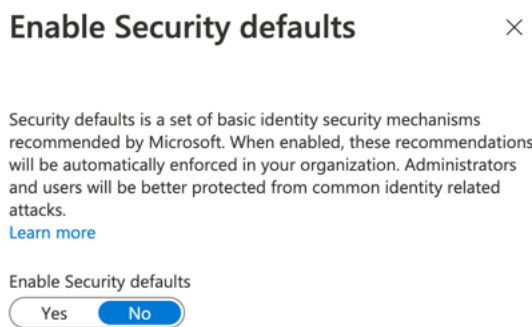 Enable Security defaults
Security defaults is a set of basic identity security mechanisms
recommended by Microsoft. When enabled, these recommendations
will be automatically enforced in your organization. Administrators
and users will be better protected from common identity related
attacks.
Learn more
Enable Security defaults
Yes No